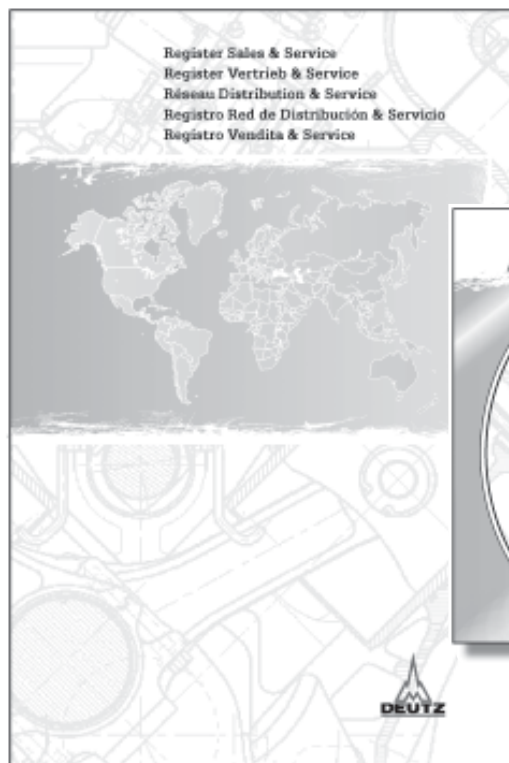 Register Sales & Service
Register Vertrieb & Service
Réseau Distribution & Service
Registro Red de Distribución & Servicio
Registro Vendita & Service
DEUTZ